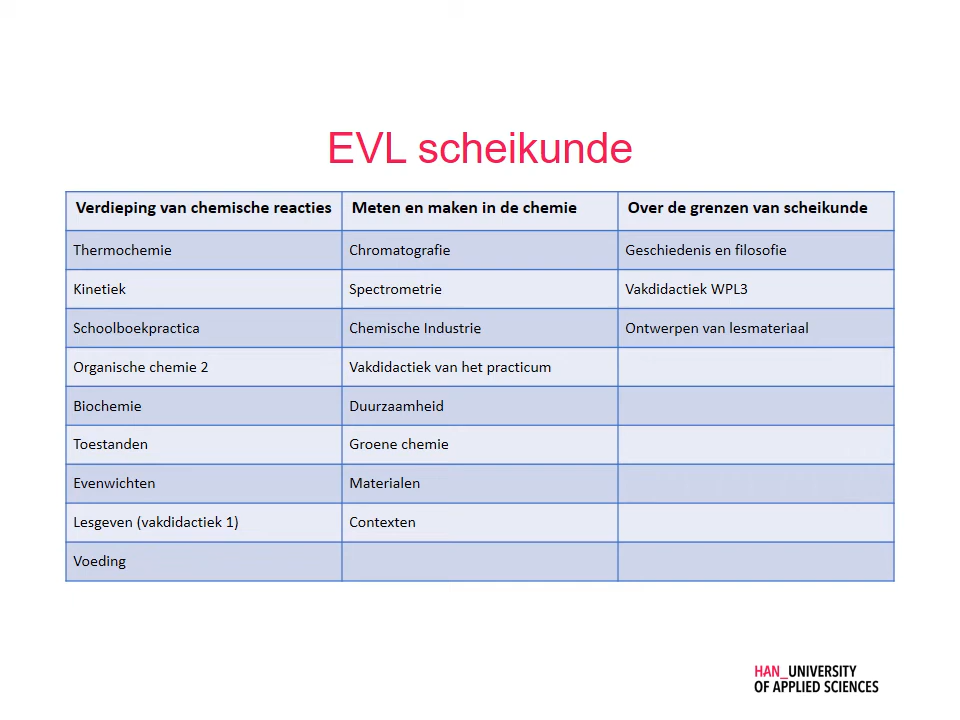 EVL scheikunde
Verdieping van chemische reacties Meten en maken in de chemie Over de grenzen van scheikunde
Thermochemie Chromatografie Geschiedenis en filosofie
Kinetiek Spectrometrie Vakdidactiek WPL3
Schoolboekpractica Chemische Industrie Ontwerpen van lesmateriaal
Organische chemie 2 Vakdidactiek van het practicum
Biochemie Duurzaamheid
Toestanden Groene chemie
Evenwichten Materialen
Lesgeven (vakdidactiek 1) Contexten
Voeding
HAN_UNIVERSITY
OF APPLIED SCIENCES